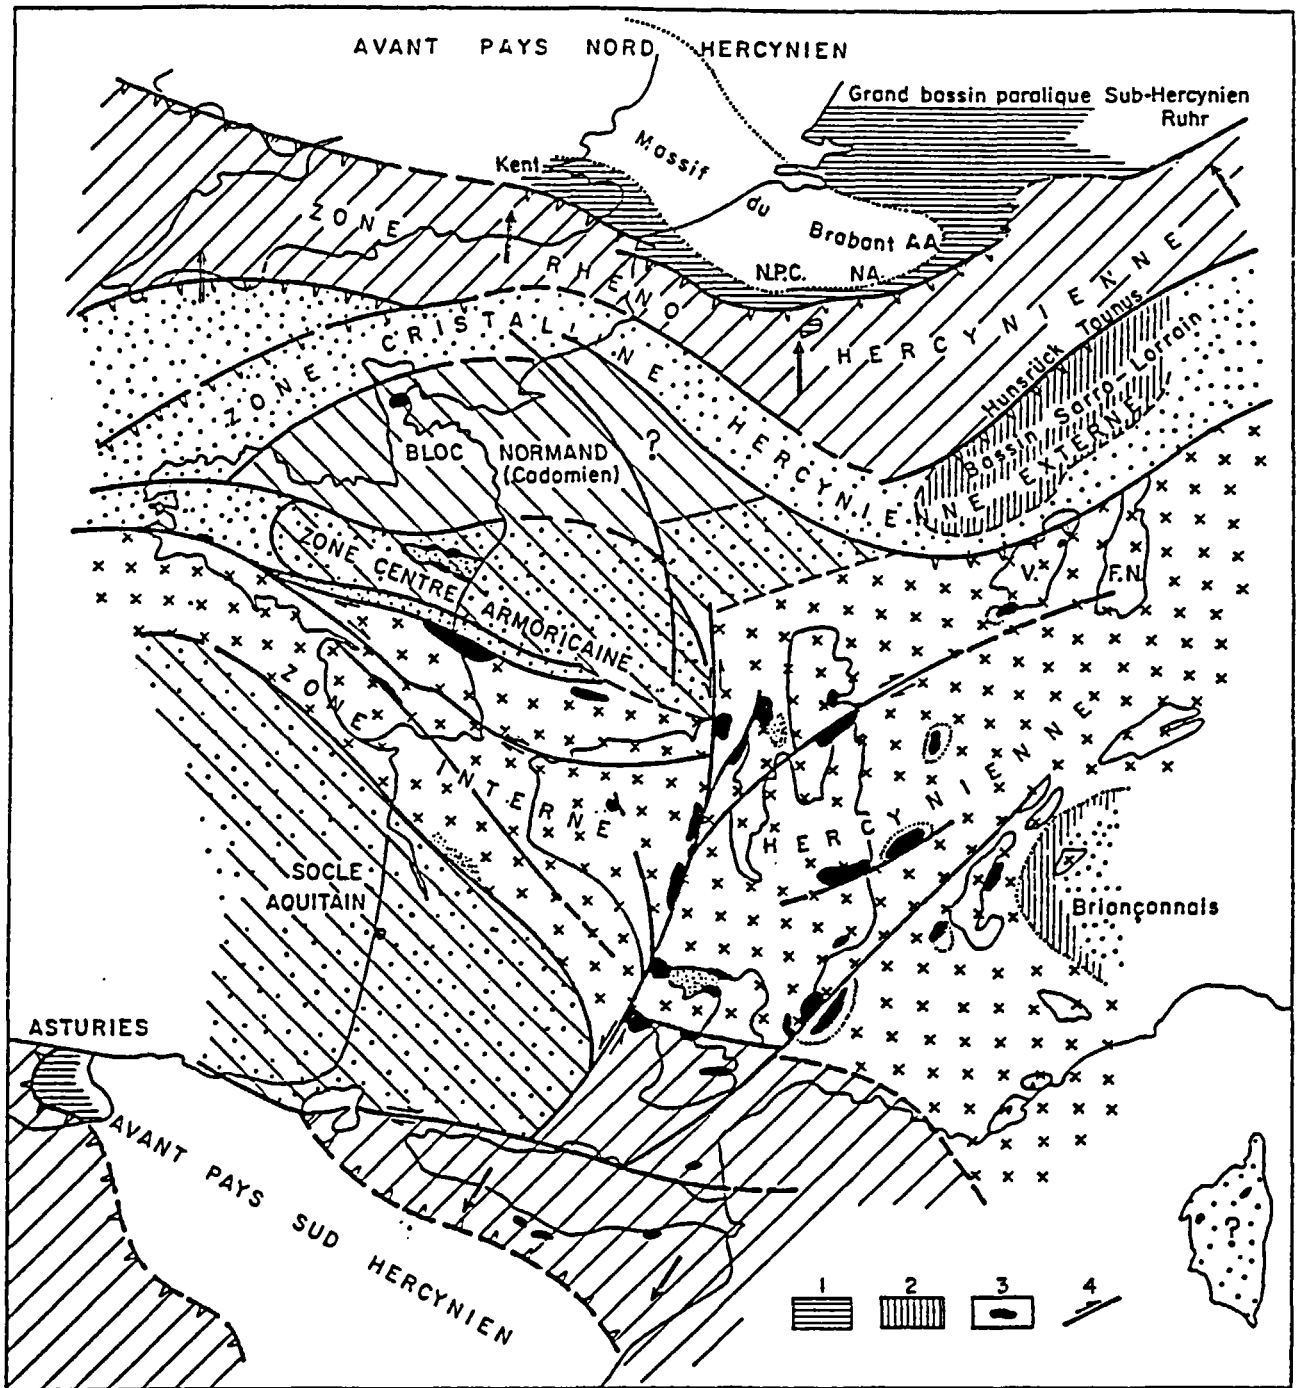 AVANT PAYS NORD HERCYNIEN
Grand bassin paralique Sub-Hercynien
Ruhr
Kent
Massif
du
Brabant AA
N.P.C. NA
ZONE RHENO HERCYNIENNE
ZONE CRISTALLINE HERCYNIENNE EXTERNE
Hunsrück Taunus
Bassin Sarro-Lorrain
BLOC NORMAND
(Cadomien)
?
ZONE CENTRE ARMORICAINE
V.
F.N.
ZONE INTERNE HERCYNIENNE
SOCLE
AQUITAIN
Briançonnais
ASTURIES
AVANT PAYS SUD HERCYNIEN
?
1 2 3 4